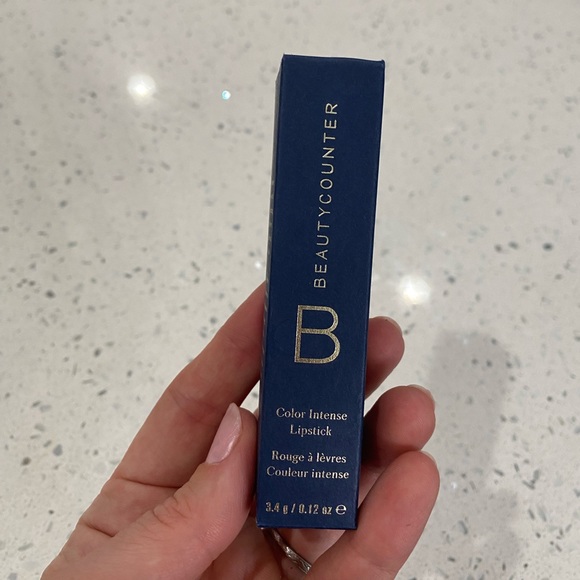 BEAUTYCOUNTER
B
Color Intense
Lipstick
Rouge à lèvres
Couleur intense
3.4 g / 0.12 oz ℮